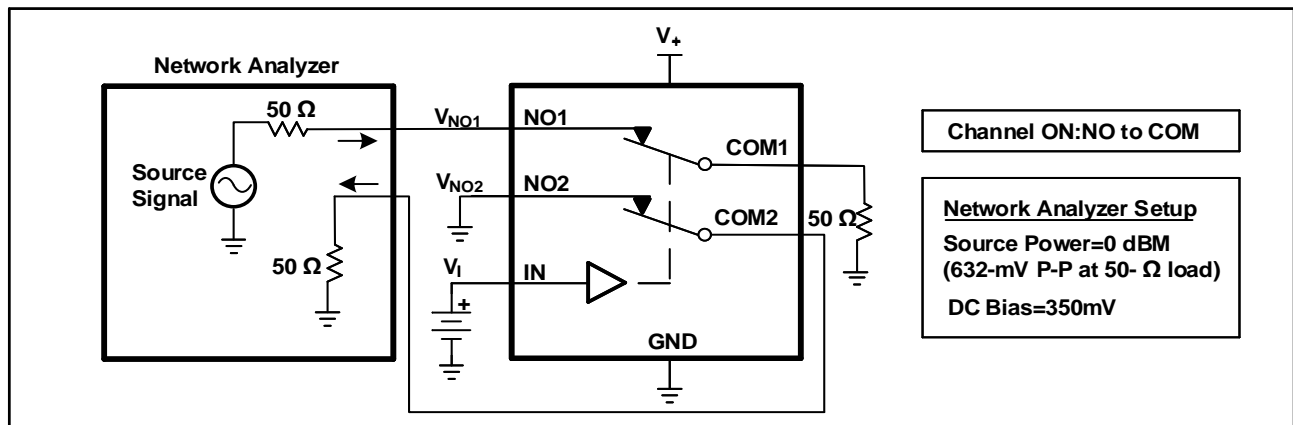 V+
Network Analyzer
50 Ω
VNO1
NO1
COM1
Source
Signal
VNO2
NO2
COM2
50 Ω
50 Ω
VI
IN
+
GND
Channel ON:NO to COM
Network Analyzer Setup
Source Power=0 dBM
(632-mV P-P at 50- Ω load)
DC Bias=350mV